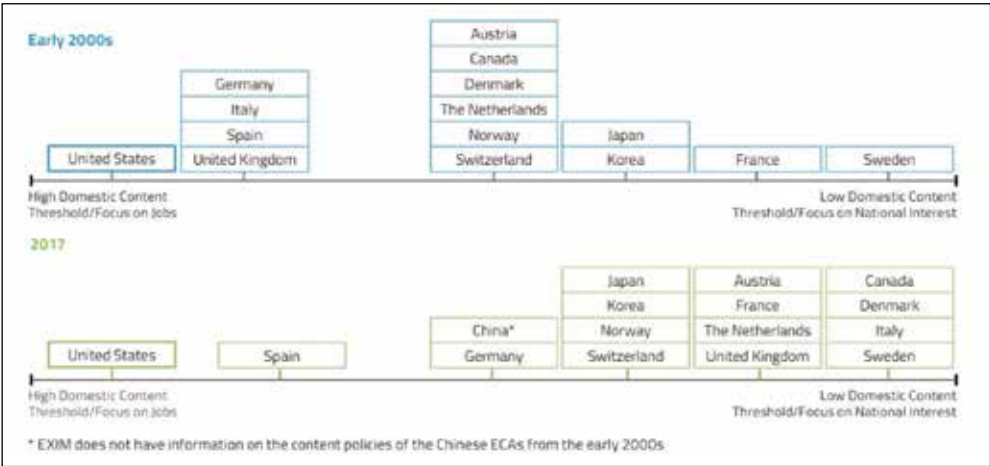 Early 2000s
Austria
Canada
Germany
Denmark
Italy
The Netherlands
Spain
Norway
Japan
United States
United Kingdom
Switzerland
Korea
France
Sweden
High Domestic Content
Threshold/Focus on Jobs
Low Domestic Content
Threshold/Focus on National Interest
2017
Japan
Austria
Canada
Korea
France
Denmark
China*
Norway
The Netherlands
Italy
United States
Spain
Germany
Switzerland
United Kingdom
Sweden
High Domestic Content
Threshold/Focus on Jobs
Low Domestic Content
Threshold/Focus on National Interest
* EXIM does not have information on the content policies of the Chinese ECAs from the early 2000s